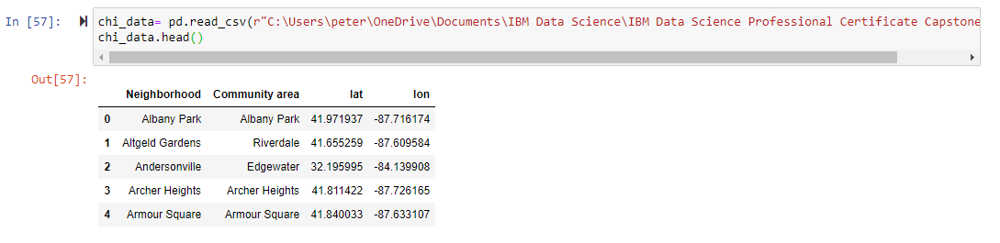 In [57]:
chi_data= pd.read_csv(r"C:\Users\peter\OneDrive\Documents\IBM Data Science\IBM Data Science Professional Certificate Capstone
chi_data.head()
Out[57]:
Neighborhood Community area lat lon
0 Albany Park Albany Park 41.971937 -87.716174
1 Altgeld Gardens Riverdale 41.655259 -87.609584
2 Andersonville Edgewater 32.195995 -84.139908
3 Archer Heights Archer Heights 41.811422 -87.726165
4 Armour Square Armour Square 41.840033 -87.633107